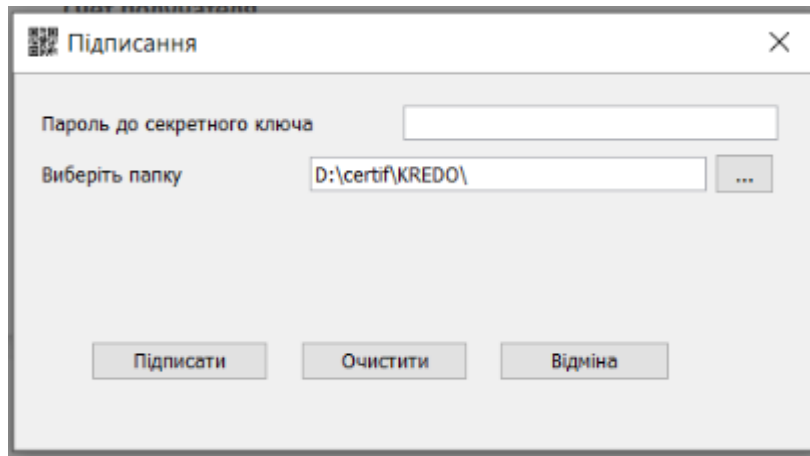 Підписання
Пароль до секретного ключа
Виберіть папку D:\certif\KREDO\ ...
Підписати Очистити Відміна